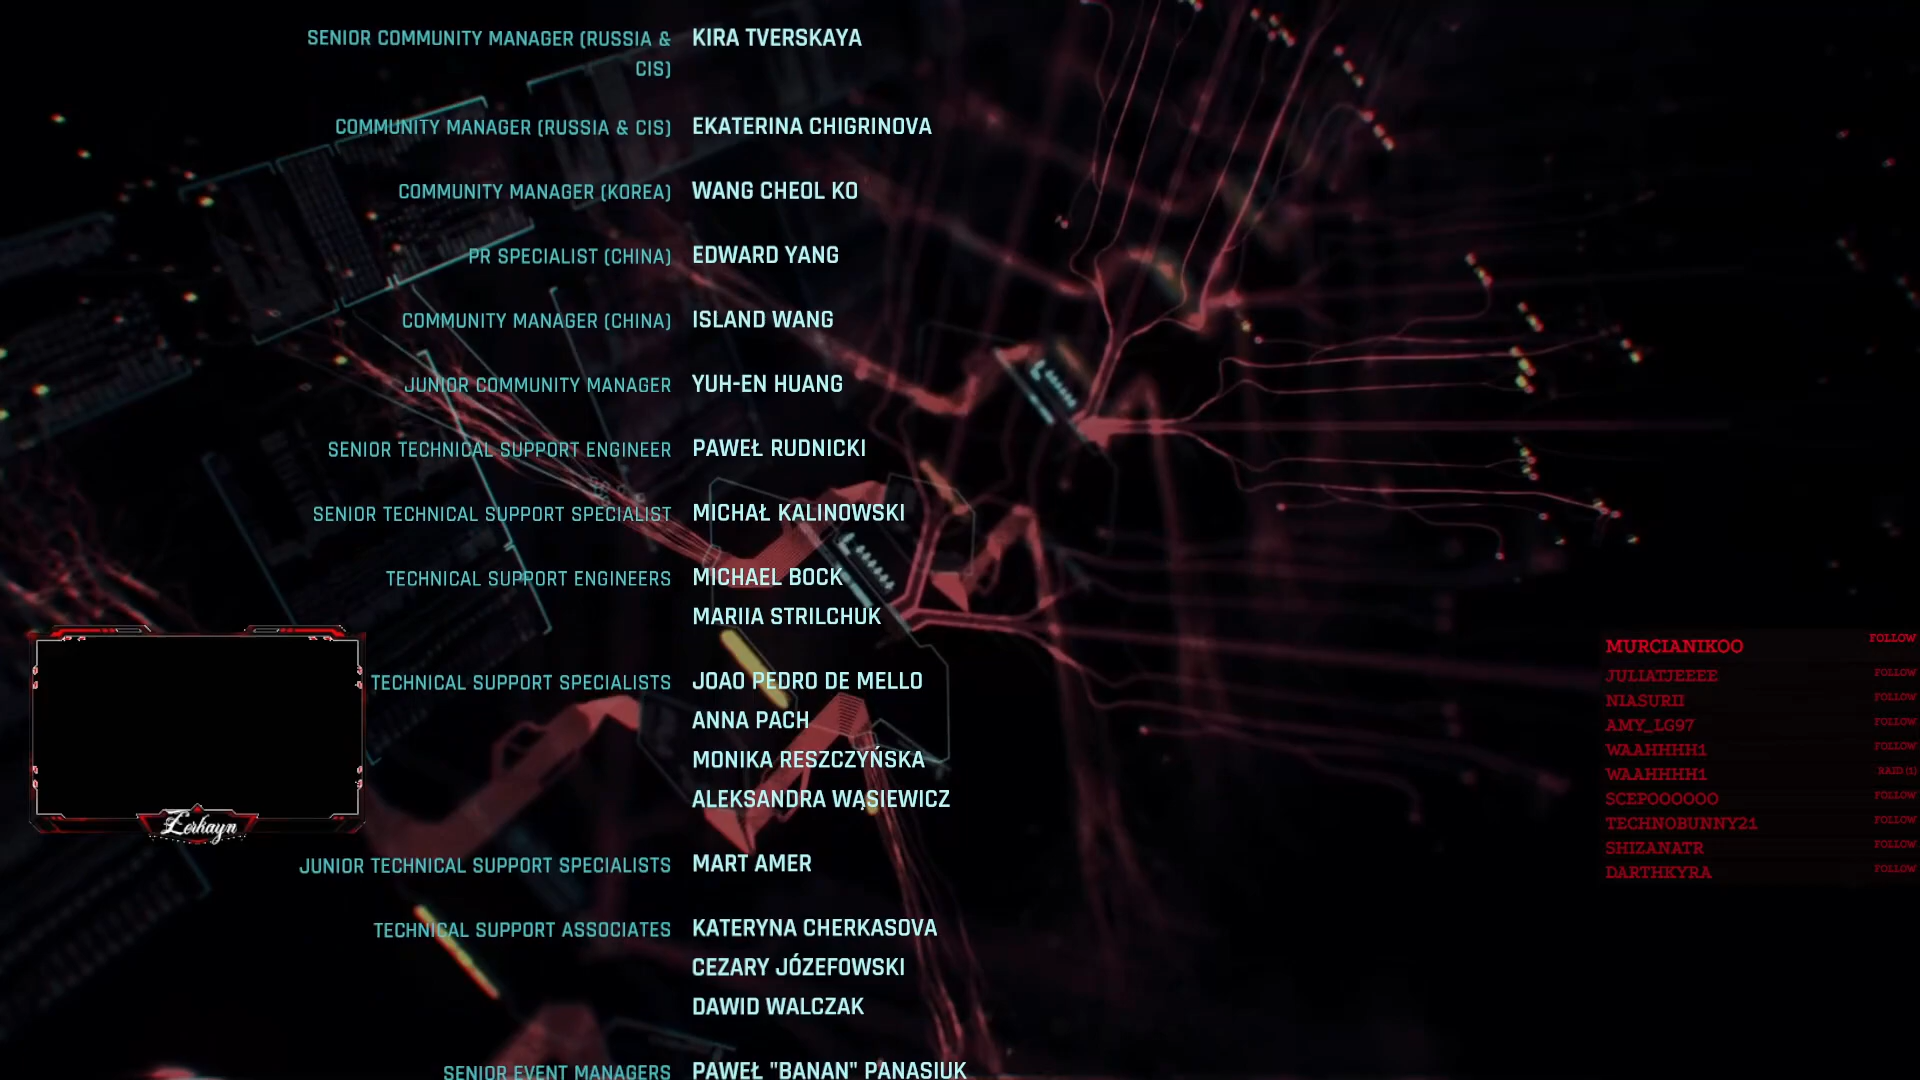 SENIOR COMMUNITY MANAGER (RUSSIA & CIS) KIRA TVERSKAYA
COMMUNITY MANAGER (RUSSIA & CIS) EKATERINA CHIGRINOVA
COMMUNITY MANAGER (KOREA) WANG CHEOL KO
PR SPECIALIST (CHINA) EDWARD YANG
COMMUNITY MANAGER (CHINA) ISLAND WANG
JUNIOR COMMUNITY MANAGER YUH-EN HUANG
SENIOR TECHNICAL SUPPORT ENGINEER PAWEŁ RUDNICKI
SENIOR TECHNICAL SUPPORT SPECIALIST MICHAŁ KALINOWSKI
TECHNICAL SUPPORT ENGINEERS MICHAEL BOCK
MARIIA STRILCHUK
TECHNICAL SUPPORT SPECIALISTS JOAO PEDRO DE MELLO
ANNA PACH
MONIKA RESZCZYŃSKA
ALEKSANDRA WĄSIEWICZ
JUNIOR TECHNICAL SUPPORT SPECIALISTS MART AMER
TECHNICAL SUPPORT ASSOCIATES KATERYNA CHERKASOVA
CEZARY JÓZEFOWSKI
DAWID WALCZAK
SENIOR EVENT MANAGERS PAWEŁ "BANAN" PANASIUK
Zerkayn
MURCIANIKOO FOLLOW
JULIATJEEEE FOLLOW
NIASURII FOLLOW
AMY_LG97 FOLLOW
WAAHHHH1 FOLLOW
WAAHHHH1 RAID (1)
SCEPOOOOOO FOLLOW
TECHNOBUNNY21 FOLLOW
SHIZANATR FOLLOW
DARTHKYRA FOLLOW